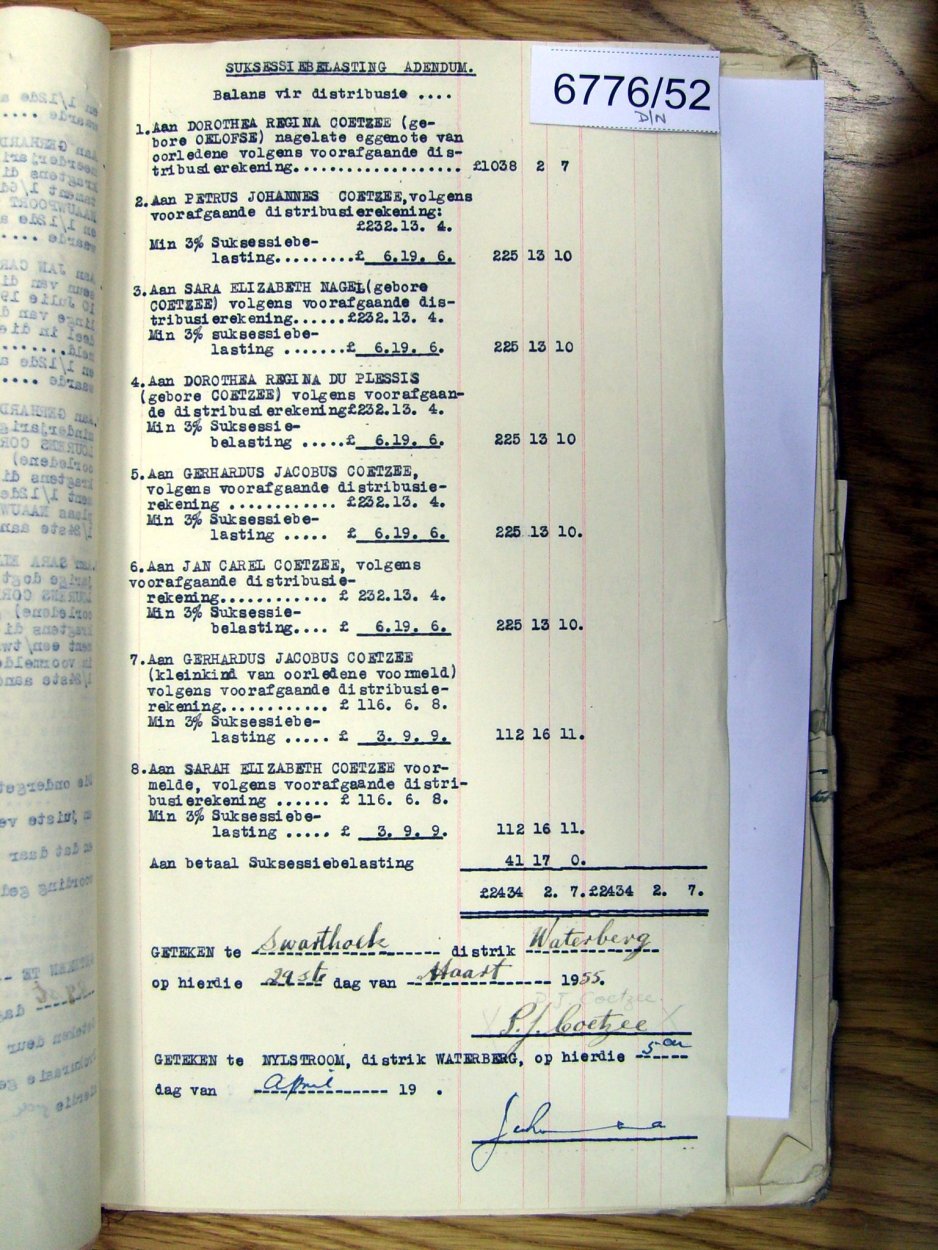 SUKSESSIEBELASTING ADENDUM.
6776/52
D/N
Balans vir distribusie ....
1.Aan DOROTHEA REGINA COETZEE (ge-
bore OELOFSE) nagelate eggenote van
oorledene volgens voorafgaande dis-
tribusierekening................... £1038 2 7
2.Aan PETRUS JOHANNES COETZEE,volgens
voorafgaande distribusierekening:
£232.13. 4.
Min 3% Suksessiebe-
lasting.........£ 6.19. 6. 225 13 10
3.Aan SARA ELIZABETH NAGEL(gebore
COETZEE) volgens voorafgaande dis-
tribusierekening......£232.13. 4.
Min 3% suksessiebe-
lasting .......£ 6.19. 6. 225 13 10
4.Aan DOROTHEA REGINA DU PLESSIS
(gebore COETZEE) volgens voorafgaan-
de distribusierekening£232.13. 4.
Min 3% Suksessie-
belasting .....£ 6.19. 6. 225 13 10
5.Aan GERHARDUS JACOBUS COETZEE,
volgens voorafgaande distribusie-
rekening ............ £232.13. 4.
Min 3% Suksessiebe-
lasting ..... £ 6.19. 6. 225 13 10.
6.Aan JAN CAREL COETZEE, volgens
voorafgaande distribusie-
rekening............ £ 232.13. 4.
Min 3% Suksessie-
belasting.... £ 6.19. 6. 225 13 10.
7.Aan GERHARDUS JACOBUS COETZEE
(kleinkind van oorledene voormeld)
volgens voorafgaande distribusie-
rekening............ £ 116. 6. 8.
Min 3% Suksessiebe-
lasting ..... £ 3. 9. 9. 112 16 11.
8.Aan SARAH ELIZABETH COETZEE voor-
melde, volgens voorafgaande distri-
busierekening ...... £ 116. 6. 8.
Min 3% Suksessiebe-
lasting ..... £ 3. 9. 9. 112 16 11.
Aan betaal Suksessiebelasting 41 17 0.
£2434 2. 7.£2434 2. 7.
GETEKEN te Swarthoek distrik Waterberg
op hierdie 29ste dag van Maart 1955.
P.J. Coetzee.
P.J. Coetzee
GETEKEN te NYLSTROOM, distrik WATERBERG, op hierdie 5de
dag van April 19 .